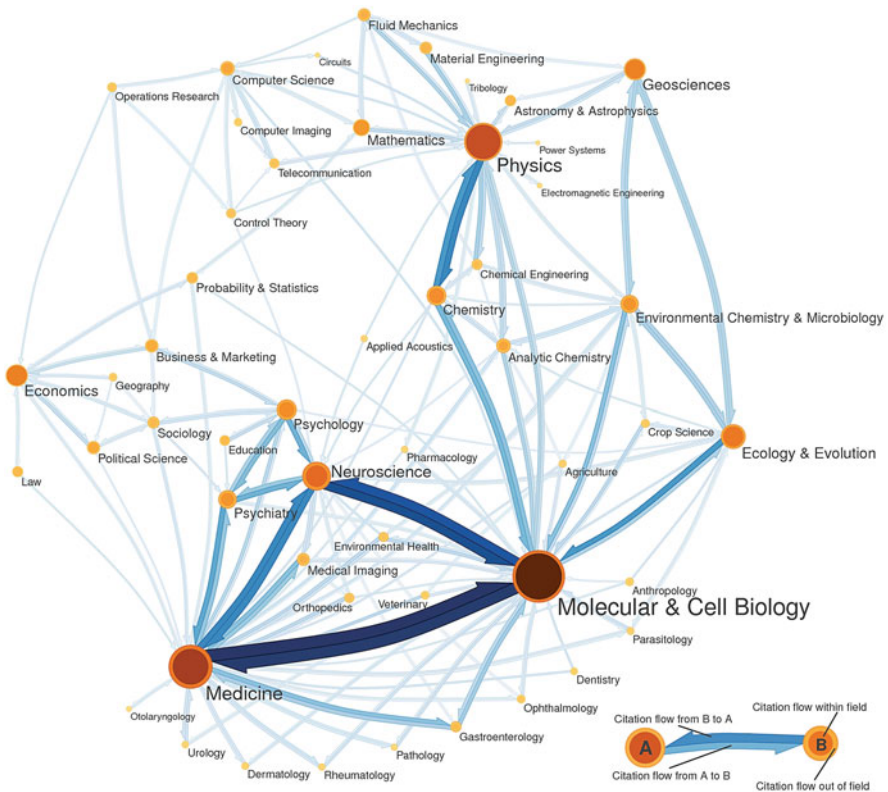 Fluid Mechanics
Material Engineering
Circuits
Computer Science
Geosciences
Tribology
Operations Research
Astronomy & Astrophysics
Computer Imaging
Mathematics
Power Systems
Physics
Telecommunication
Electromagnetic Engineering
Control Theory
Chemical Engineering
Probability & Statistics
Chemistry
Environmental Chemistry & Microbiology
Applied Acoustics
Analytic Chemistry
Business & Marketing
Economics
Geography
Psychology
Sociology
Crop Science
Education
Ecology & Evolution
Political Science
Pharmacology
Neuroscience
Agriculture
Law
Psychiatry
Environmental Health
Medical Imaging
Anthropology
Orthopedics
Veterinary
Molecular & Cell Biology
Parasitology
Dentistry
Medicine
Ophthalmology
Otolaryngology
Gastroenterology
Urology
Pathology
Dermatology
Rheumatology
Citation flow within field
Citation flow from B to A
A
B
Citation flow from A to B
Citation flow out of field